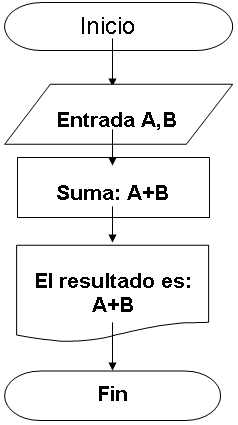 Inicio
Entrada A,B
Suma: A+B
El resultado es:
A+B
Fin